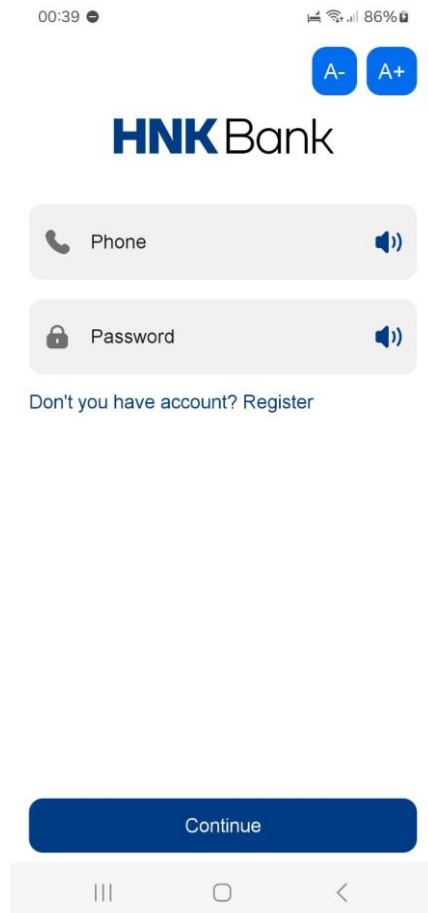 00:39
86%
A-
A+
HNK Bank
Phone
Password
Don't you have account? Register
Continue